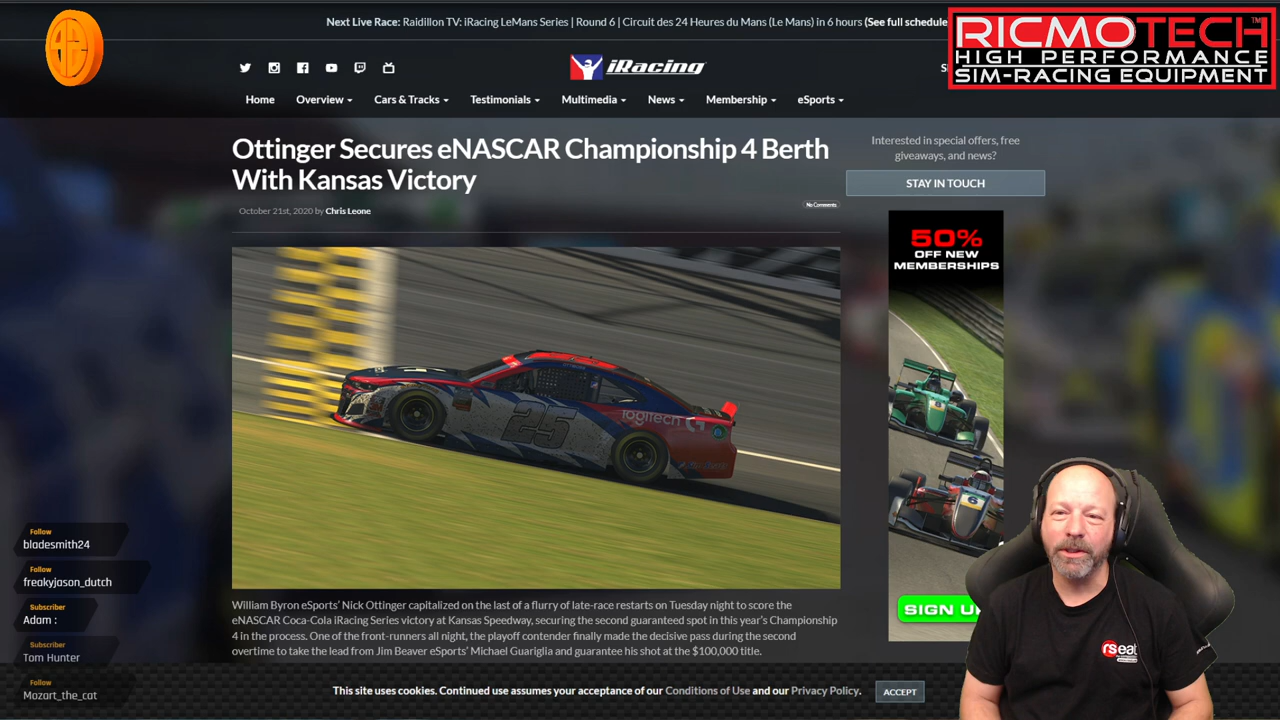 Next Live Race: Raidillon TV: iRacing LeMans Series | Round 6 | Circuit des 24 Heures du Mans (Le Mans) in 6 hours (See full schedule
RICMOTECH™
HIGH PERFORMANCE
SIM-RACING EQUIPMENT
iRacing
Home Overview Cars & Tracks Testimonials Multimedia News Membership eSports
Ottinger Secures eNASCAR Championship 4 Berth
With Kansas Victory
October 21st, 2020 by Chris Leone
No Comments
Interested in special offers, free
giveaways, and news?
STAY IN TOUCH
50%
OFF NEW
MEMBERSHIPS
25
logitech G
6
SIGN U
Follow
bladesmith24
Follow
freakyjason_dutch
Subscriber
Adam :
Subscriber
Tom Hunter
Follow
Mozart_the_cat
William Byron eSports' Nick Ottinger capitalized on the last of a flurry of late-race restarts on Tuesday night to score the
eNASCAR Coca-Cola iRacing Series victory at Kansas Speedway, securing the second guaranteed spot in this year's Championship
4 in the process. One of the front-runners all night, the playoff contender finally made the decisive pass during the second
overtime to take the lead from Jim Beaver eSports' Michael Guariglia and guarantee his shot at the $100,000 title.
rseat
This site uses cookies. Continued use assumes your acceptance of our Conditions of Use and our Privacy Policy.
ACCEPT